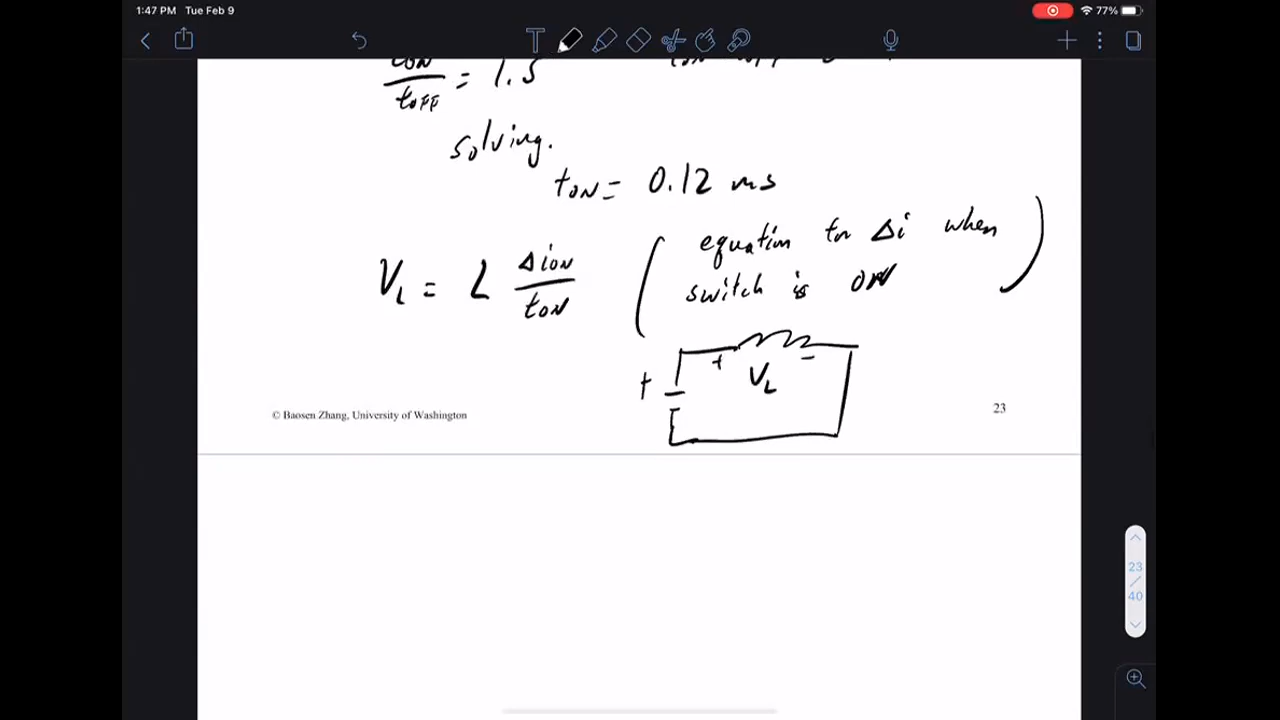 1:47 PM Tue Feb 9
77%
tON
tOFF = 1.5
solving.
tON = 0.12 ms
VL = L ΔiON / tON
( equation for Δi when
switch is ON )
+
+ VL -
© Baosen Zhang, University of Washington
23
23
/
40